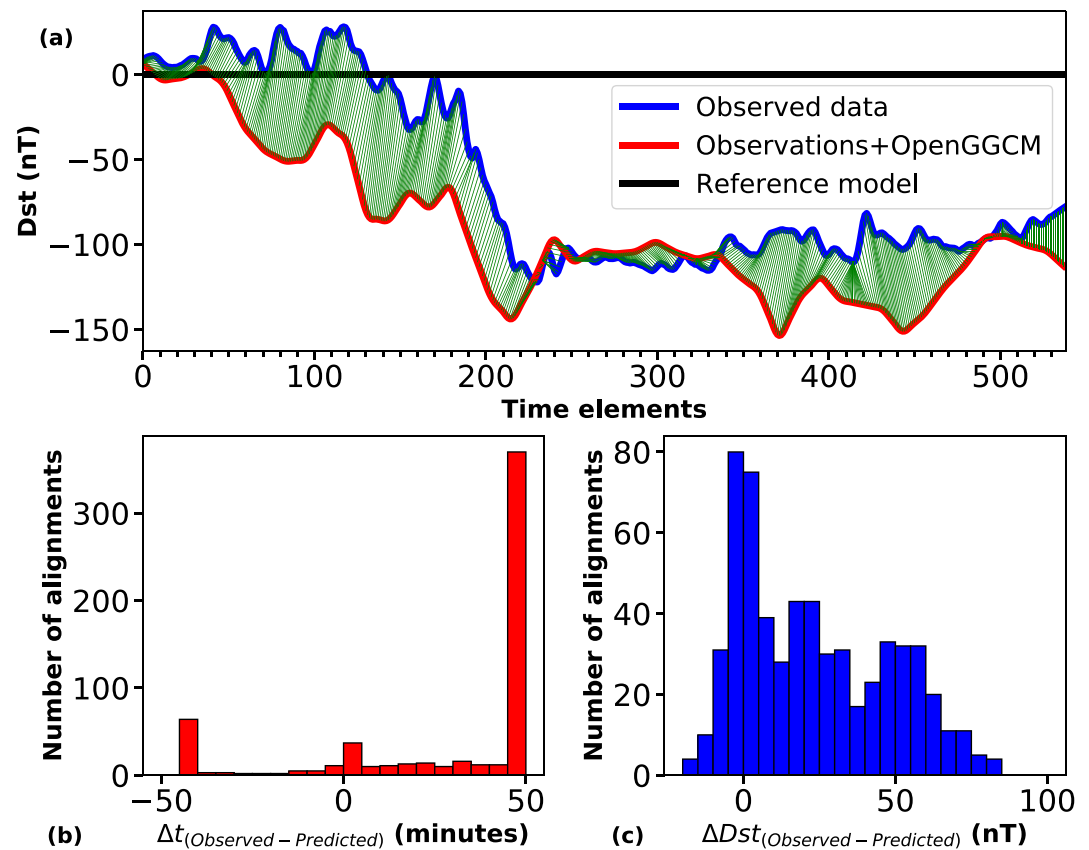 (a)
Dst (nT)
0
−50
−100
−150
Observed data
Observations+OpenGGCM
Reference model
0 100 200 300 400 500
Time elements
Number of alignments
300
200
100
0
−50 0 50
(b) Δt(Observed−Predicted) (minutes)
Number of alignments
80
60
40
20
0
0 50 100
(c) ΔDst(Observed−Predicted) (nT)